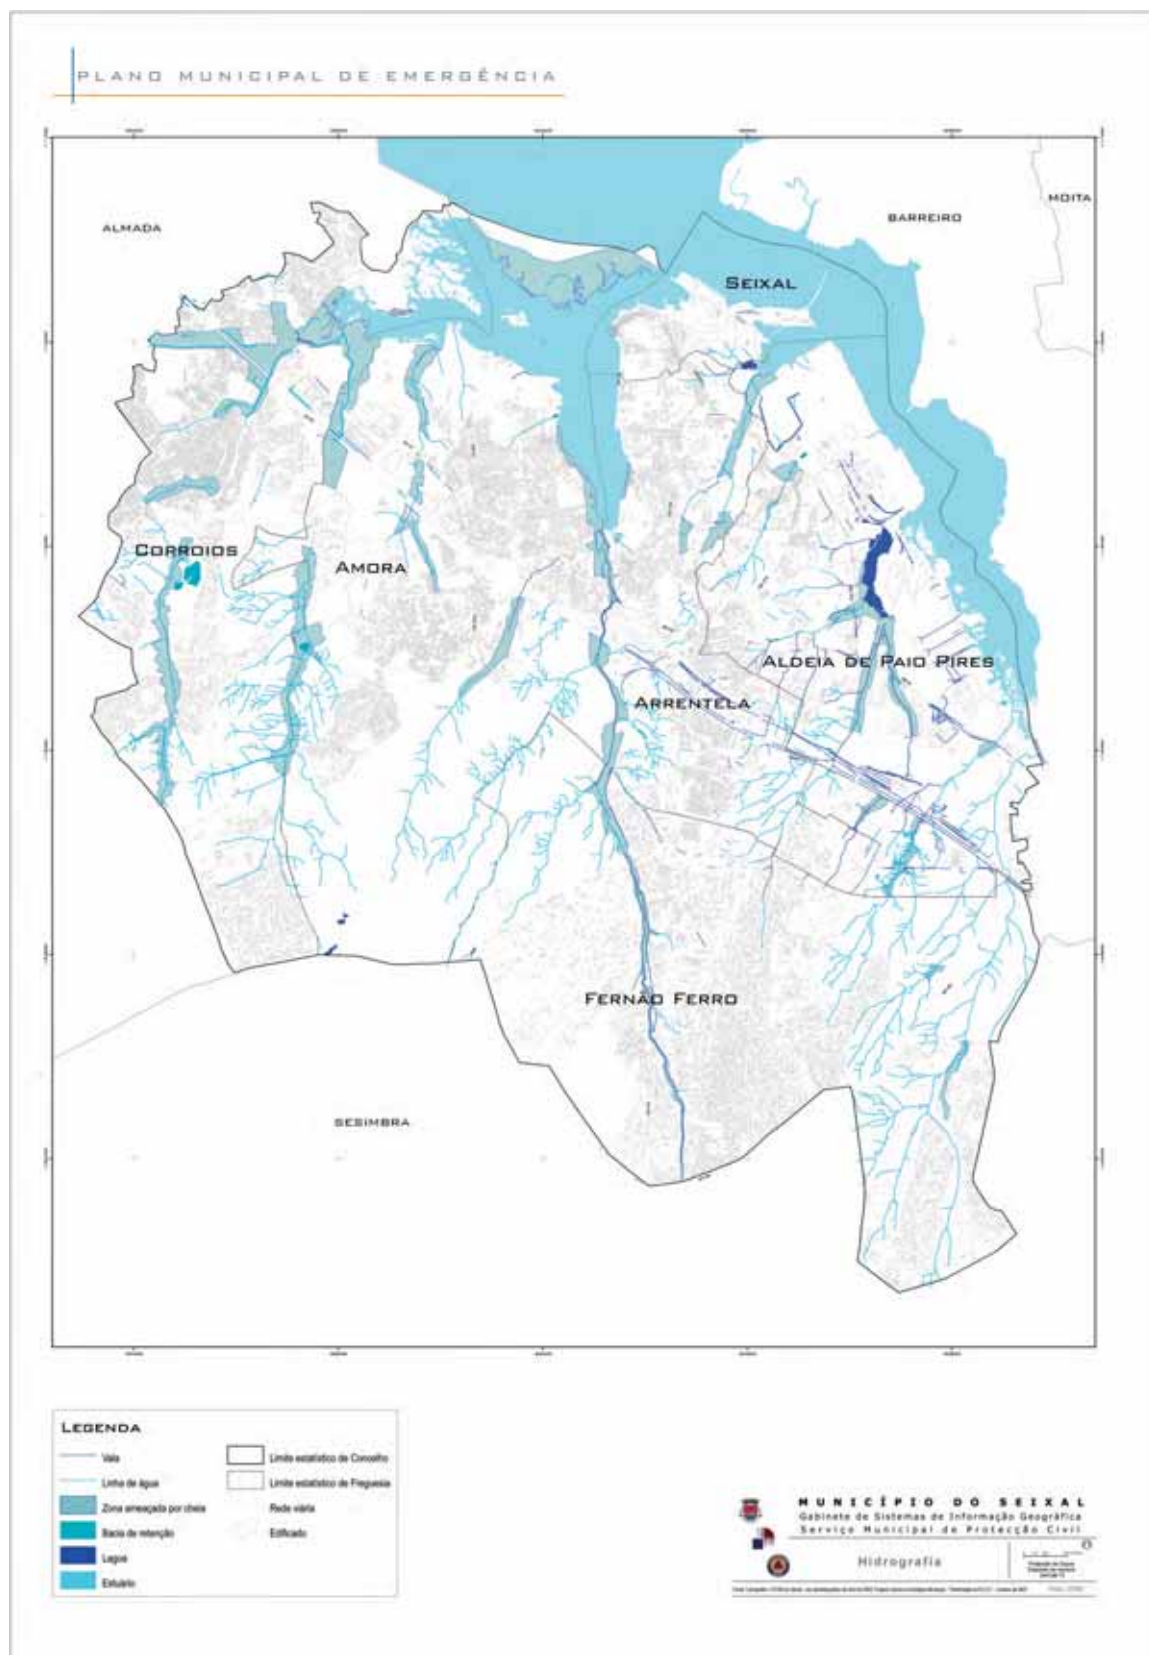 PLANO MUNICIPAL DE EMERGÊNCIA
MOITA
ALMADA
BARREIRO
SEIXAL
CORROIOS
AMORA
ALDEIA DE PAIO PIRES
ARRENTELA
FERNÃO FERRO
SESIMBRA
LEGENDA
Vala
Linha de água
Zona ameaçada por cheia
Bacia de retenção
Lagoa
Estuário
Limite estatístico de Concelho
Limite estatístico de Freguesia
Rede viária
Edificado
MUNICÍPIO DO SEIXAL
Gabinete de Sistemas de Informação Geográfica
Serviço Municipal de Protecção Civil
Hidrografia